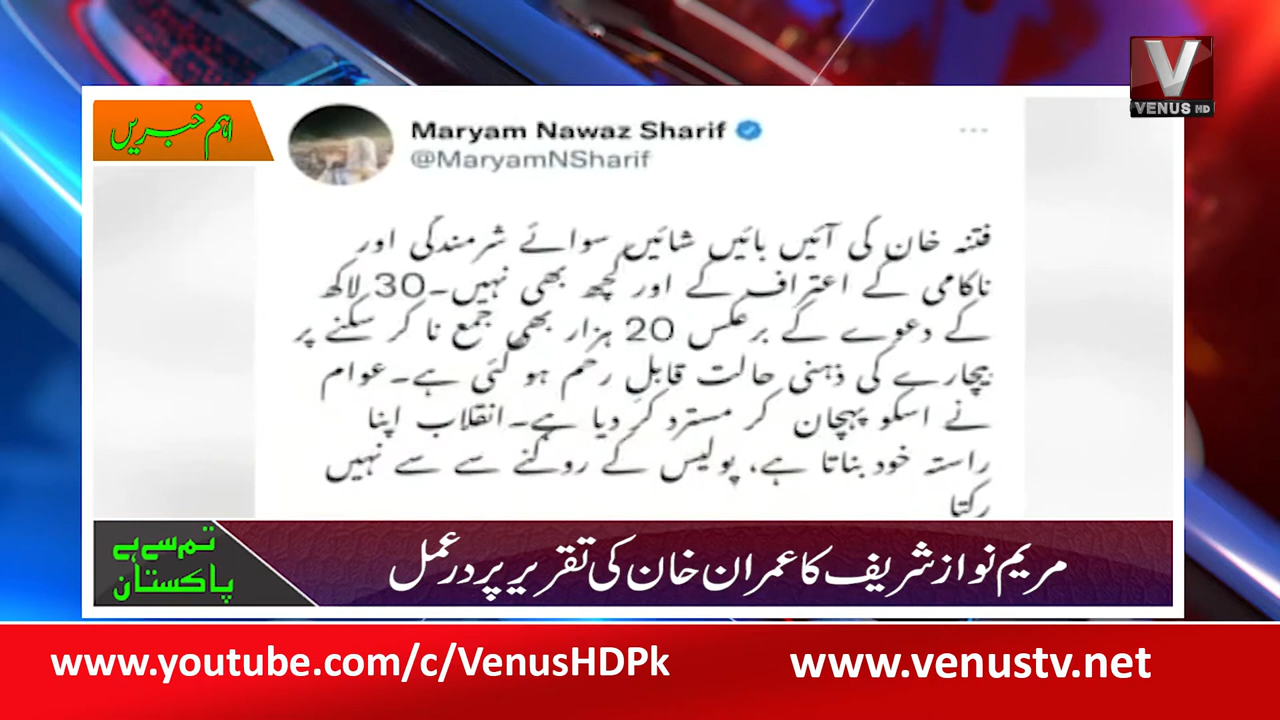 V
VENUS HD
اہم خبریں
Maryam Nawaz Sharif
@MaryamNSharif
فتنہ خان کی آئیں بائیں شائیں سوائے شرمندگی اور
ناکامی کے اعتراف کے اور کچھ بھی نہیں۔30 لاکھ
کے دعوے کے برعکس 20 ہزار بھی جمع نا کر سکنے پر
بیچارے کی ذہنی حالت قابلِ رحم ہو گئی ہے۔عوام
نے اسکو پہچان کر مسترد کر دیا ہے۔انقلاب اپنا
راستہ خود بناتا ہے، پولیس کے روکنے سے سے نہیں
رکتا
تم سے ہے
پاکستان
مریم نواز شریف کا عمران خان کی تقریر پر درعمل
www.youtube.com/c/VenusHDPk
www.venustv.net